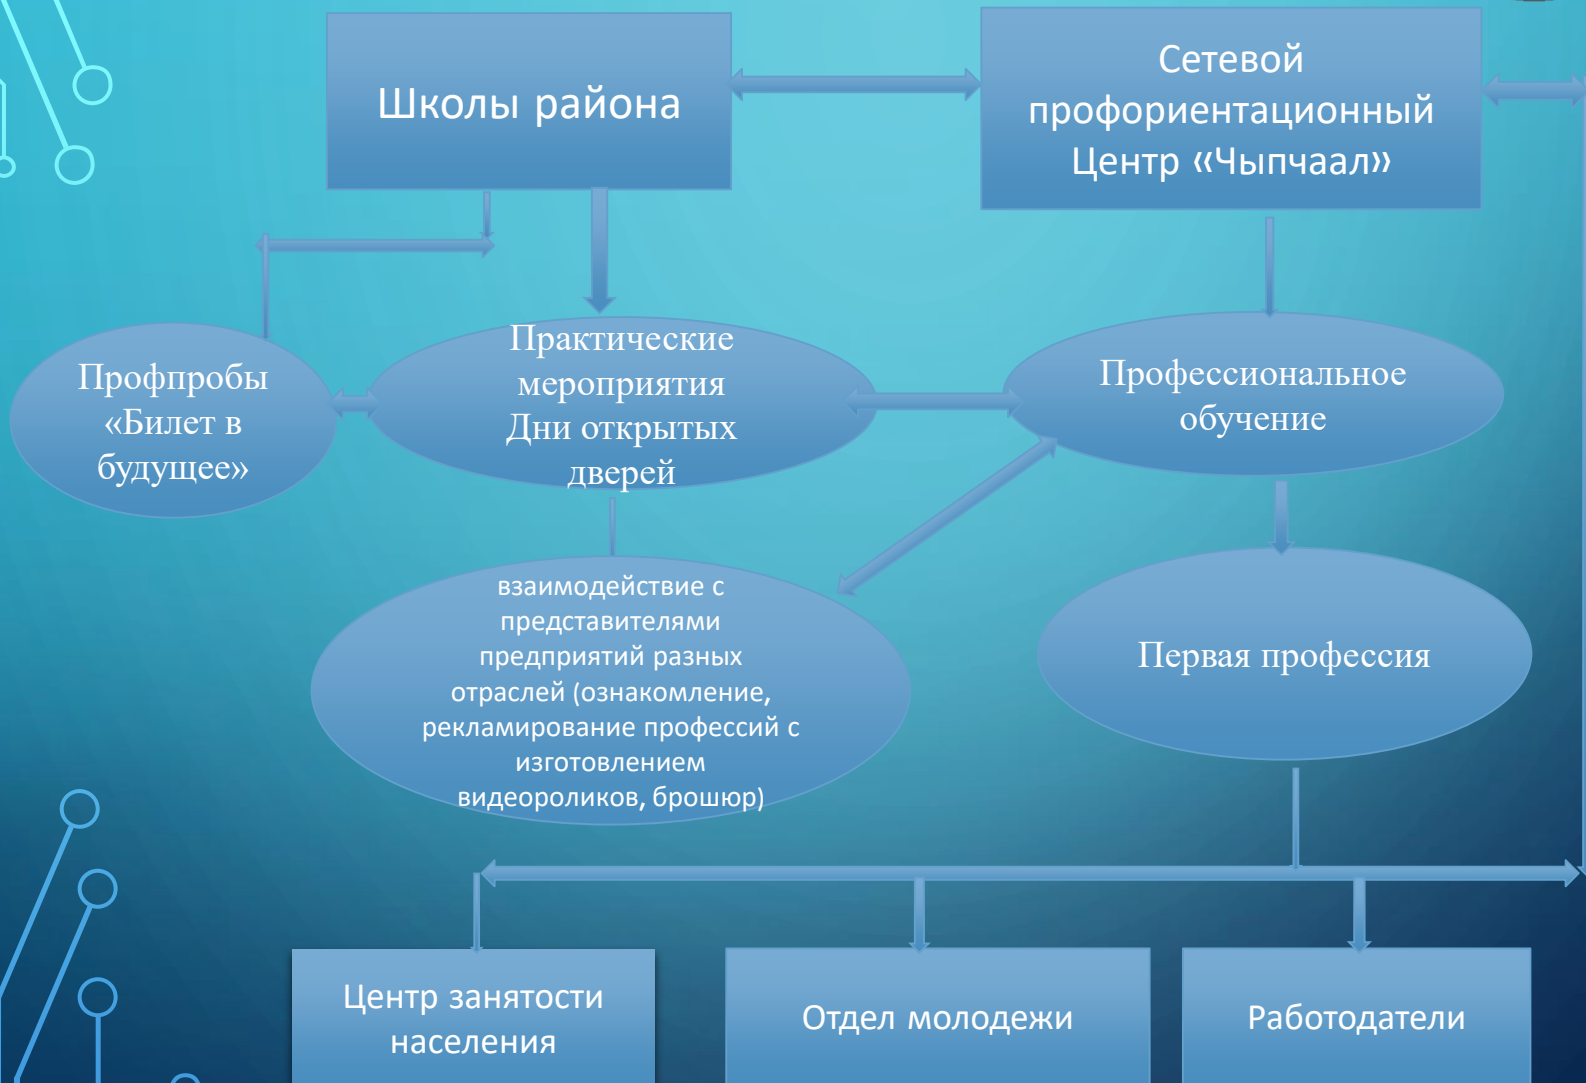 Школы района
Сетевой
профориентационный
Центр «Чыпчаал»
Профпробы
«Билет в
будущее»
Практические
мероприятия
Дни открытых
дверей
Профессиональное
обучение
взаимодействие с
представителями
предприятий разных
отраслей (ознакомление,
рекламирование профессий с
изготовлением
видеороликов, брошюр)
Первая профессия
Центр занятости
населения
Отдел молодежи
Работодатели